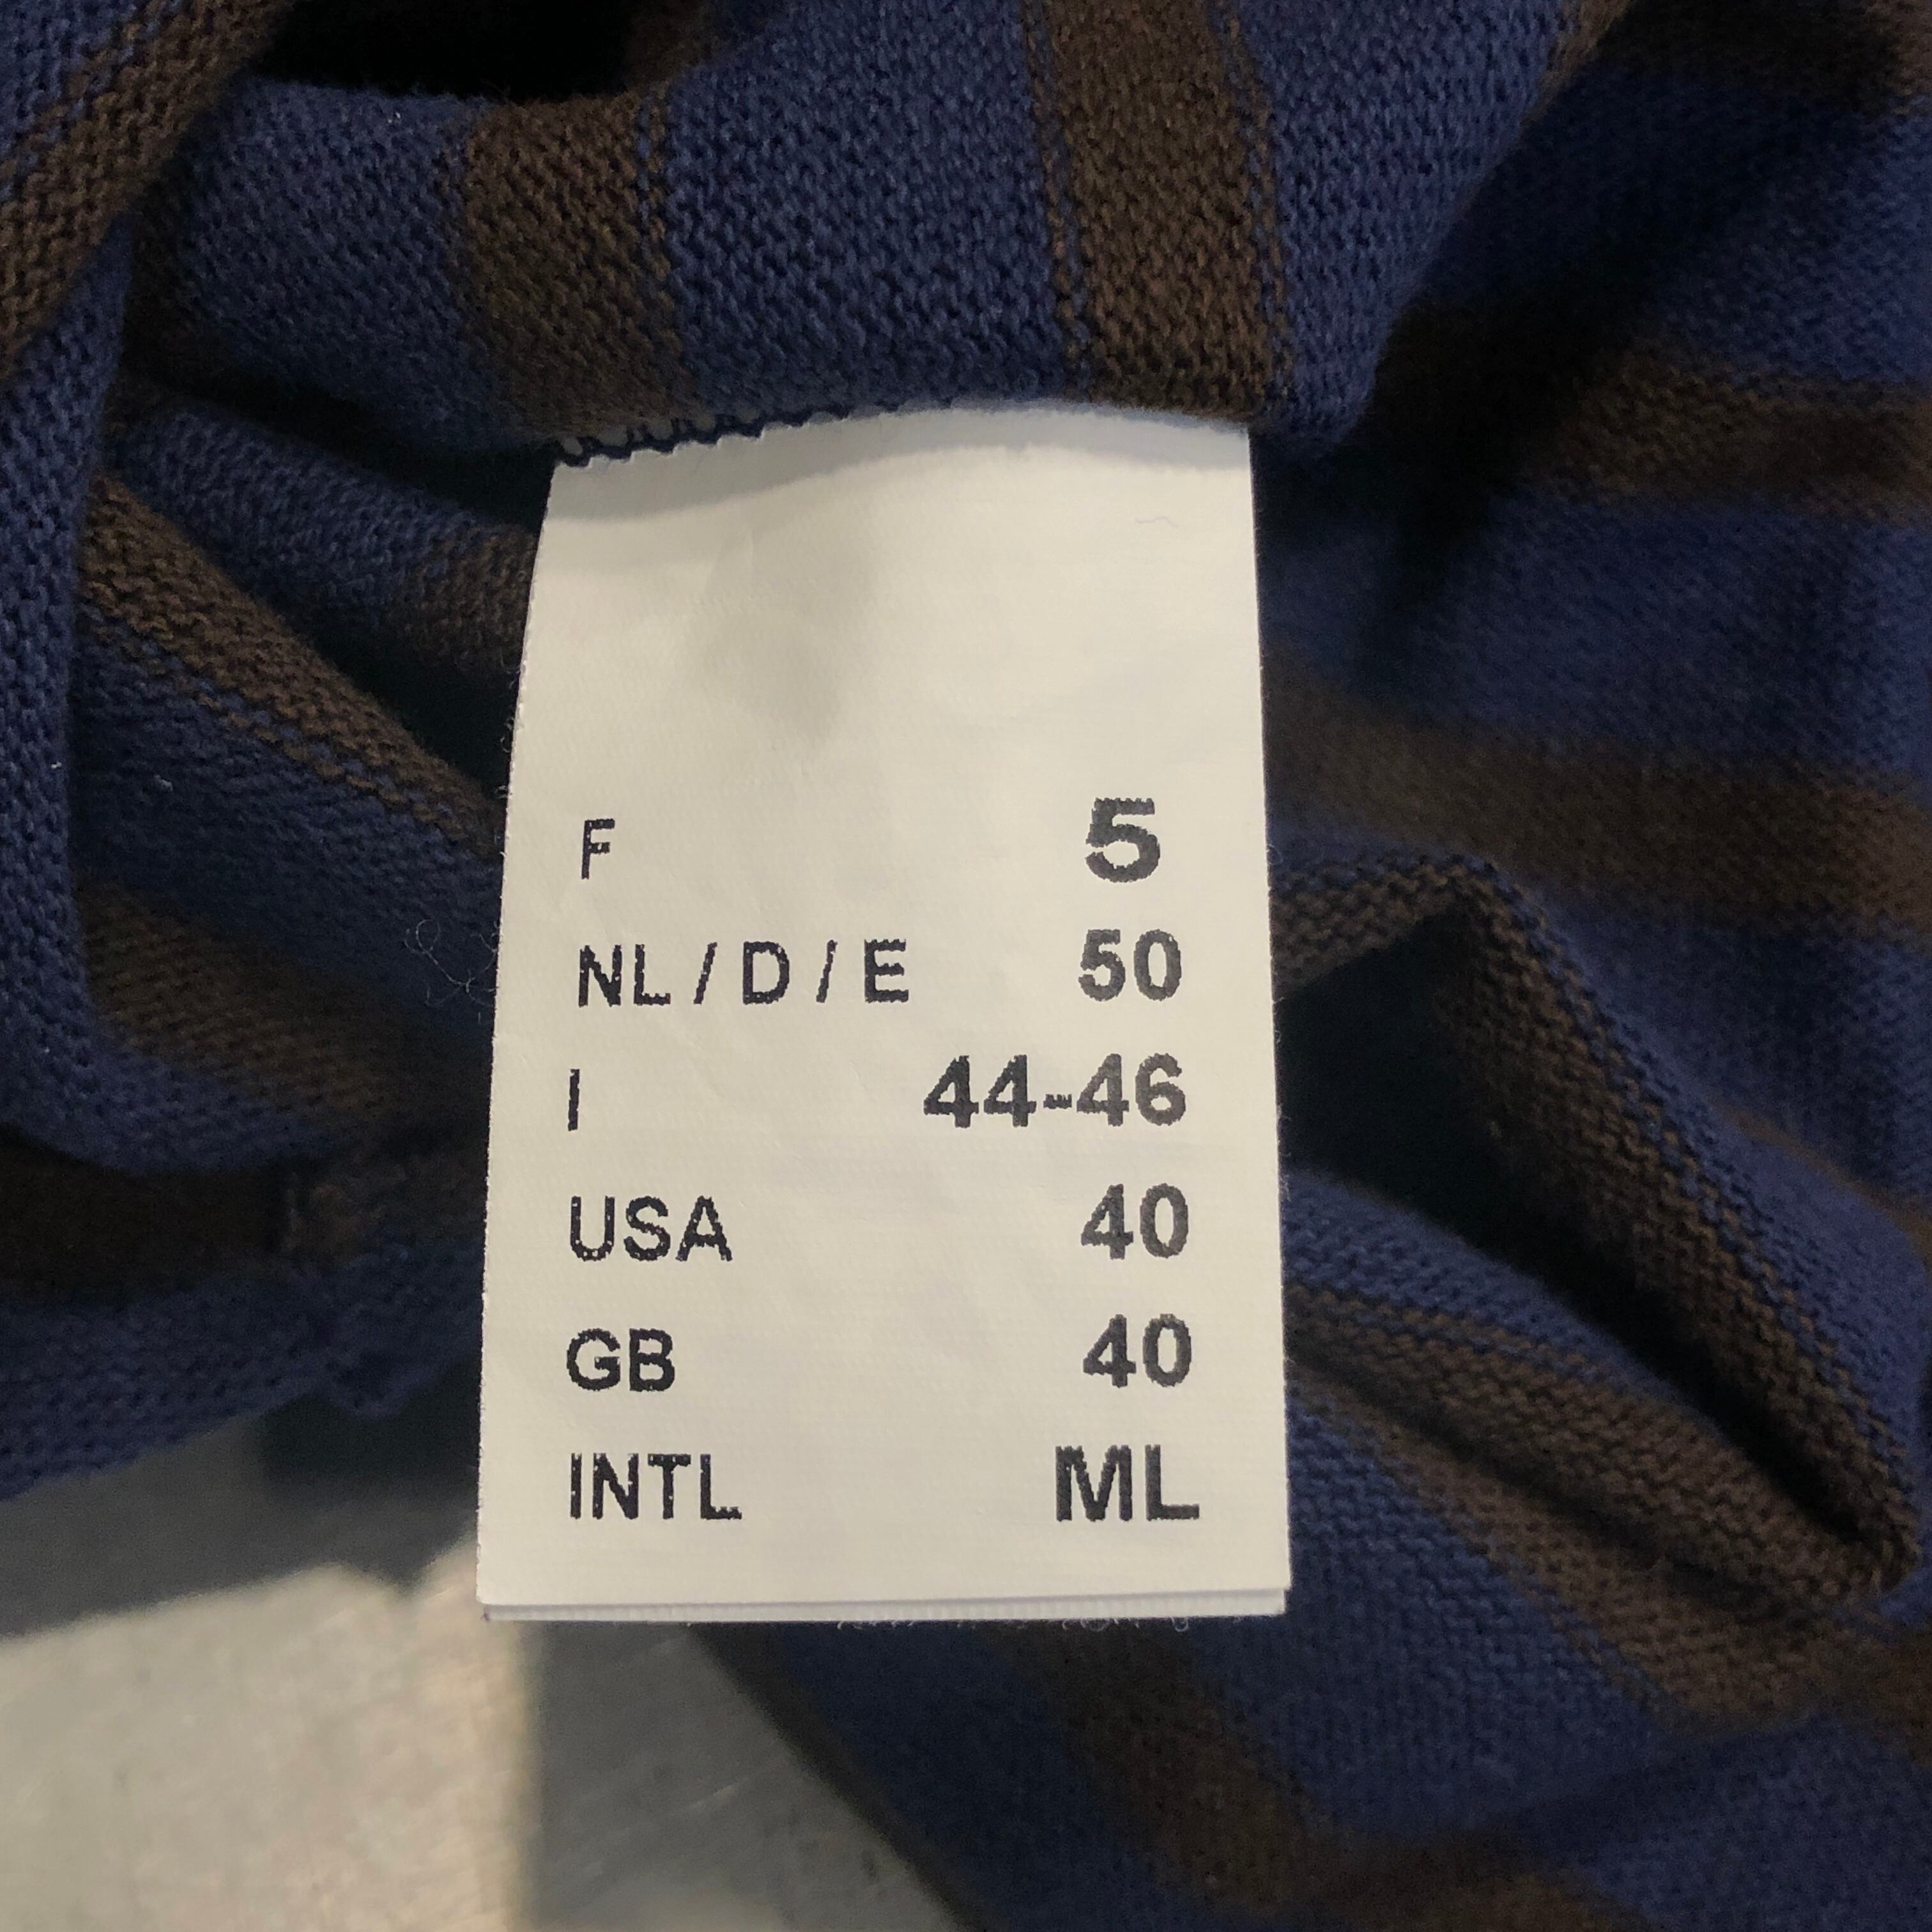 F 5
NL / D / E 50
I 44-46
USA 40
GB 40
INTL ML